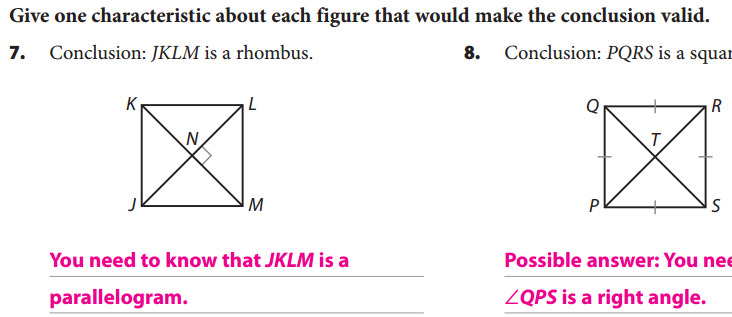 Give one characteristic about each figure that would make the conclusion valid.
7. Conclusion: JKLM is a rhombus.
8. Conclusion: PQRS is a squar
K L
N
J M
Q R
T
P S
You need to know that JKLM is a
parallelogram.
Possible answer: You nee
∠QPS is a right angle.